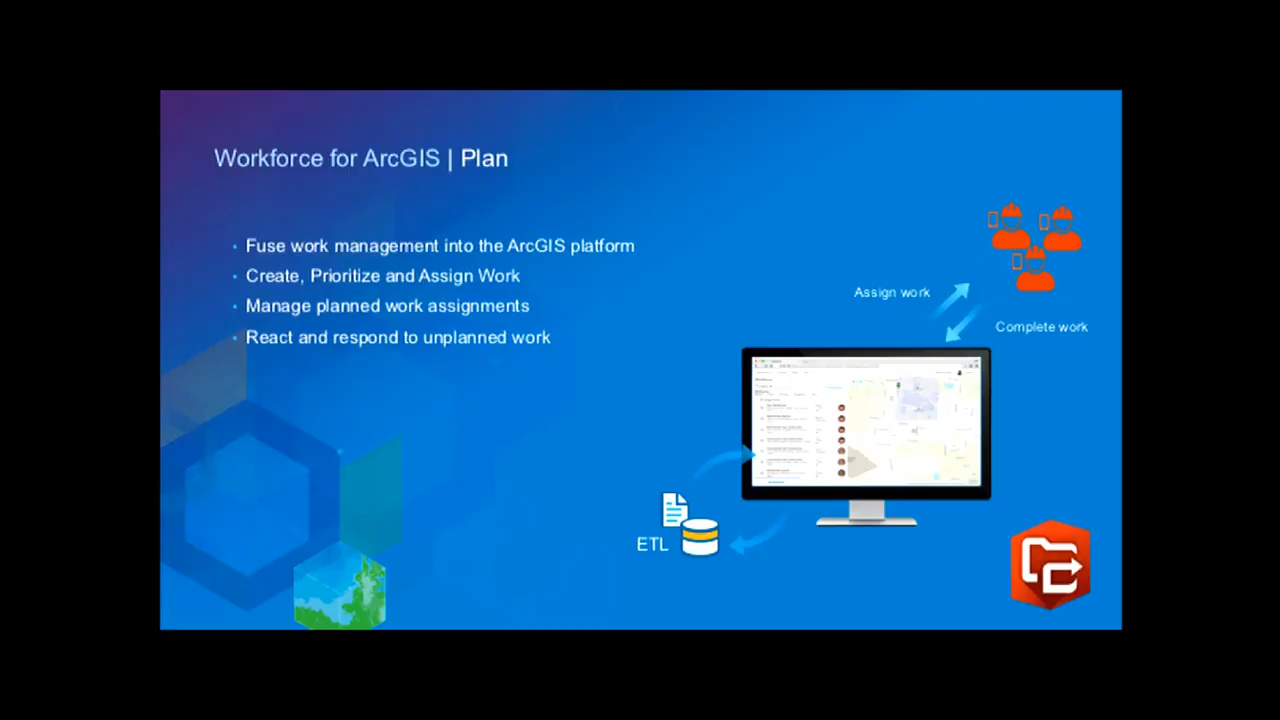 Workforce for ArcGIS | Plan
• Fuse work management into the ArcGIS platform
• Create, Prioritize and Assign Work
• Manage planned work assignments
• React and respond to unplanned work
Assign work
Complete work
ETL